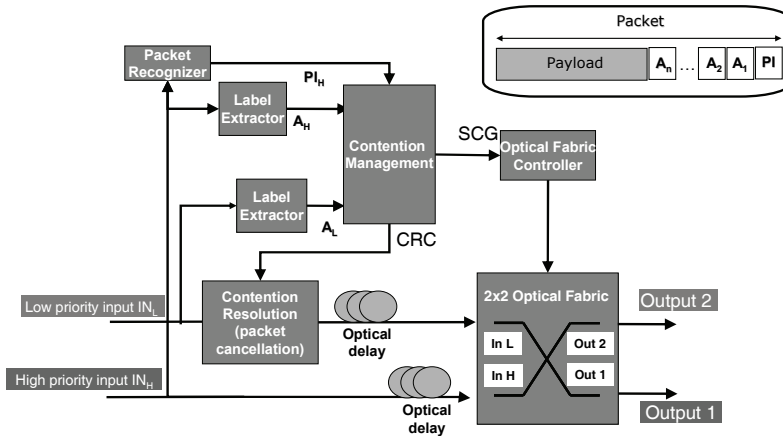 Packet
Payload
An
...
A2
A1
PI
Packet
Recognizer
PIH
Label
Extractor
AH
Contention
Management
SCG
Optical Fabric
Controller
Label
Extractor
AL
CRC
Low priority input INL
Contention
Resolution
(packet
cancellation)
Optical
delay
2x2 Optical Fabric
In L
Out 2
In H
Out 1
Output 2
High priority input INH
Optical
delay
Output 1